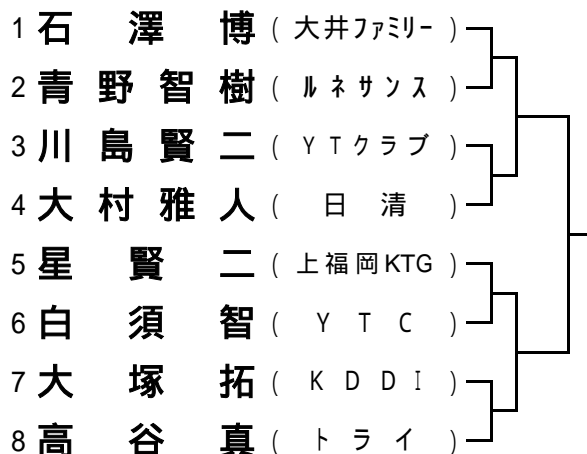 1 石澤博 (大井ファミリー)
2 青野智樹 (ルネサンス)
3 川島賢二 (YTクラブ)
4 大村雅人 (日清)
5 星賢二 (上福岡KTG)
6 白須智 (YTC)
7 大塚拓 (KDDI)
8 高谷真 (トライ)